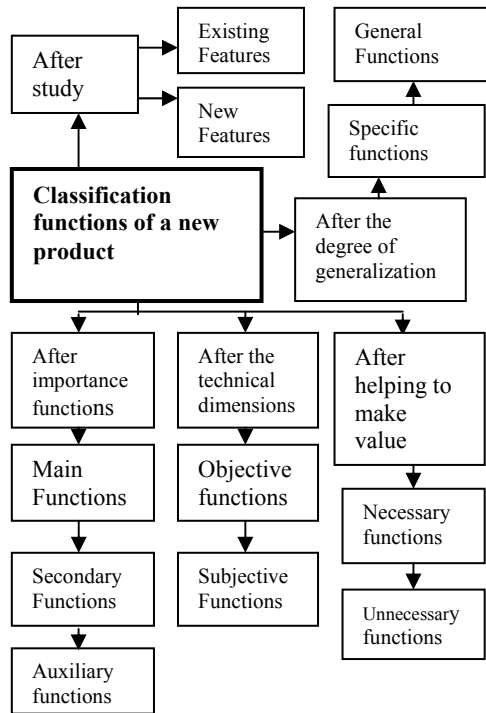 After
study
Existing
Features
New
Features
General
Functions
Specific
functions
Classification
functions of a new
product
After the
degree of
generalization
After
importance
functions
After the
technical
dimensions
After
helping to
make
value
Main
Functions
Objective
functions
Necessary
functions
Secondary
Functions
Subjective
Functions
Unnecessary
functions
Auxiliary
functions